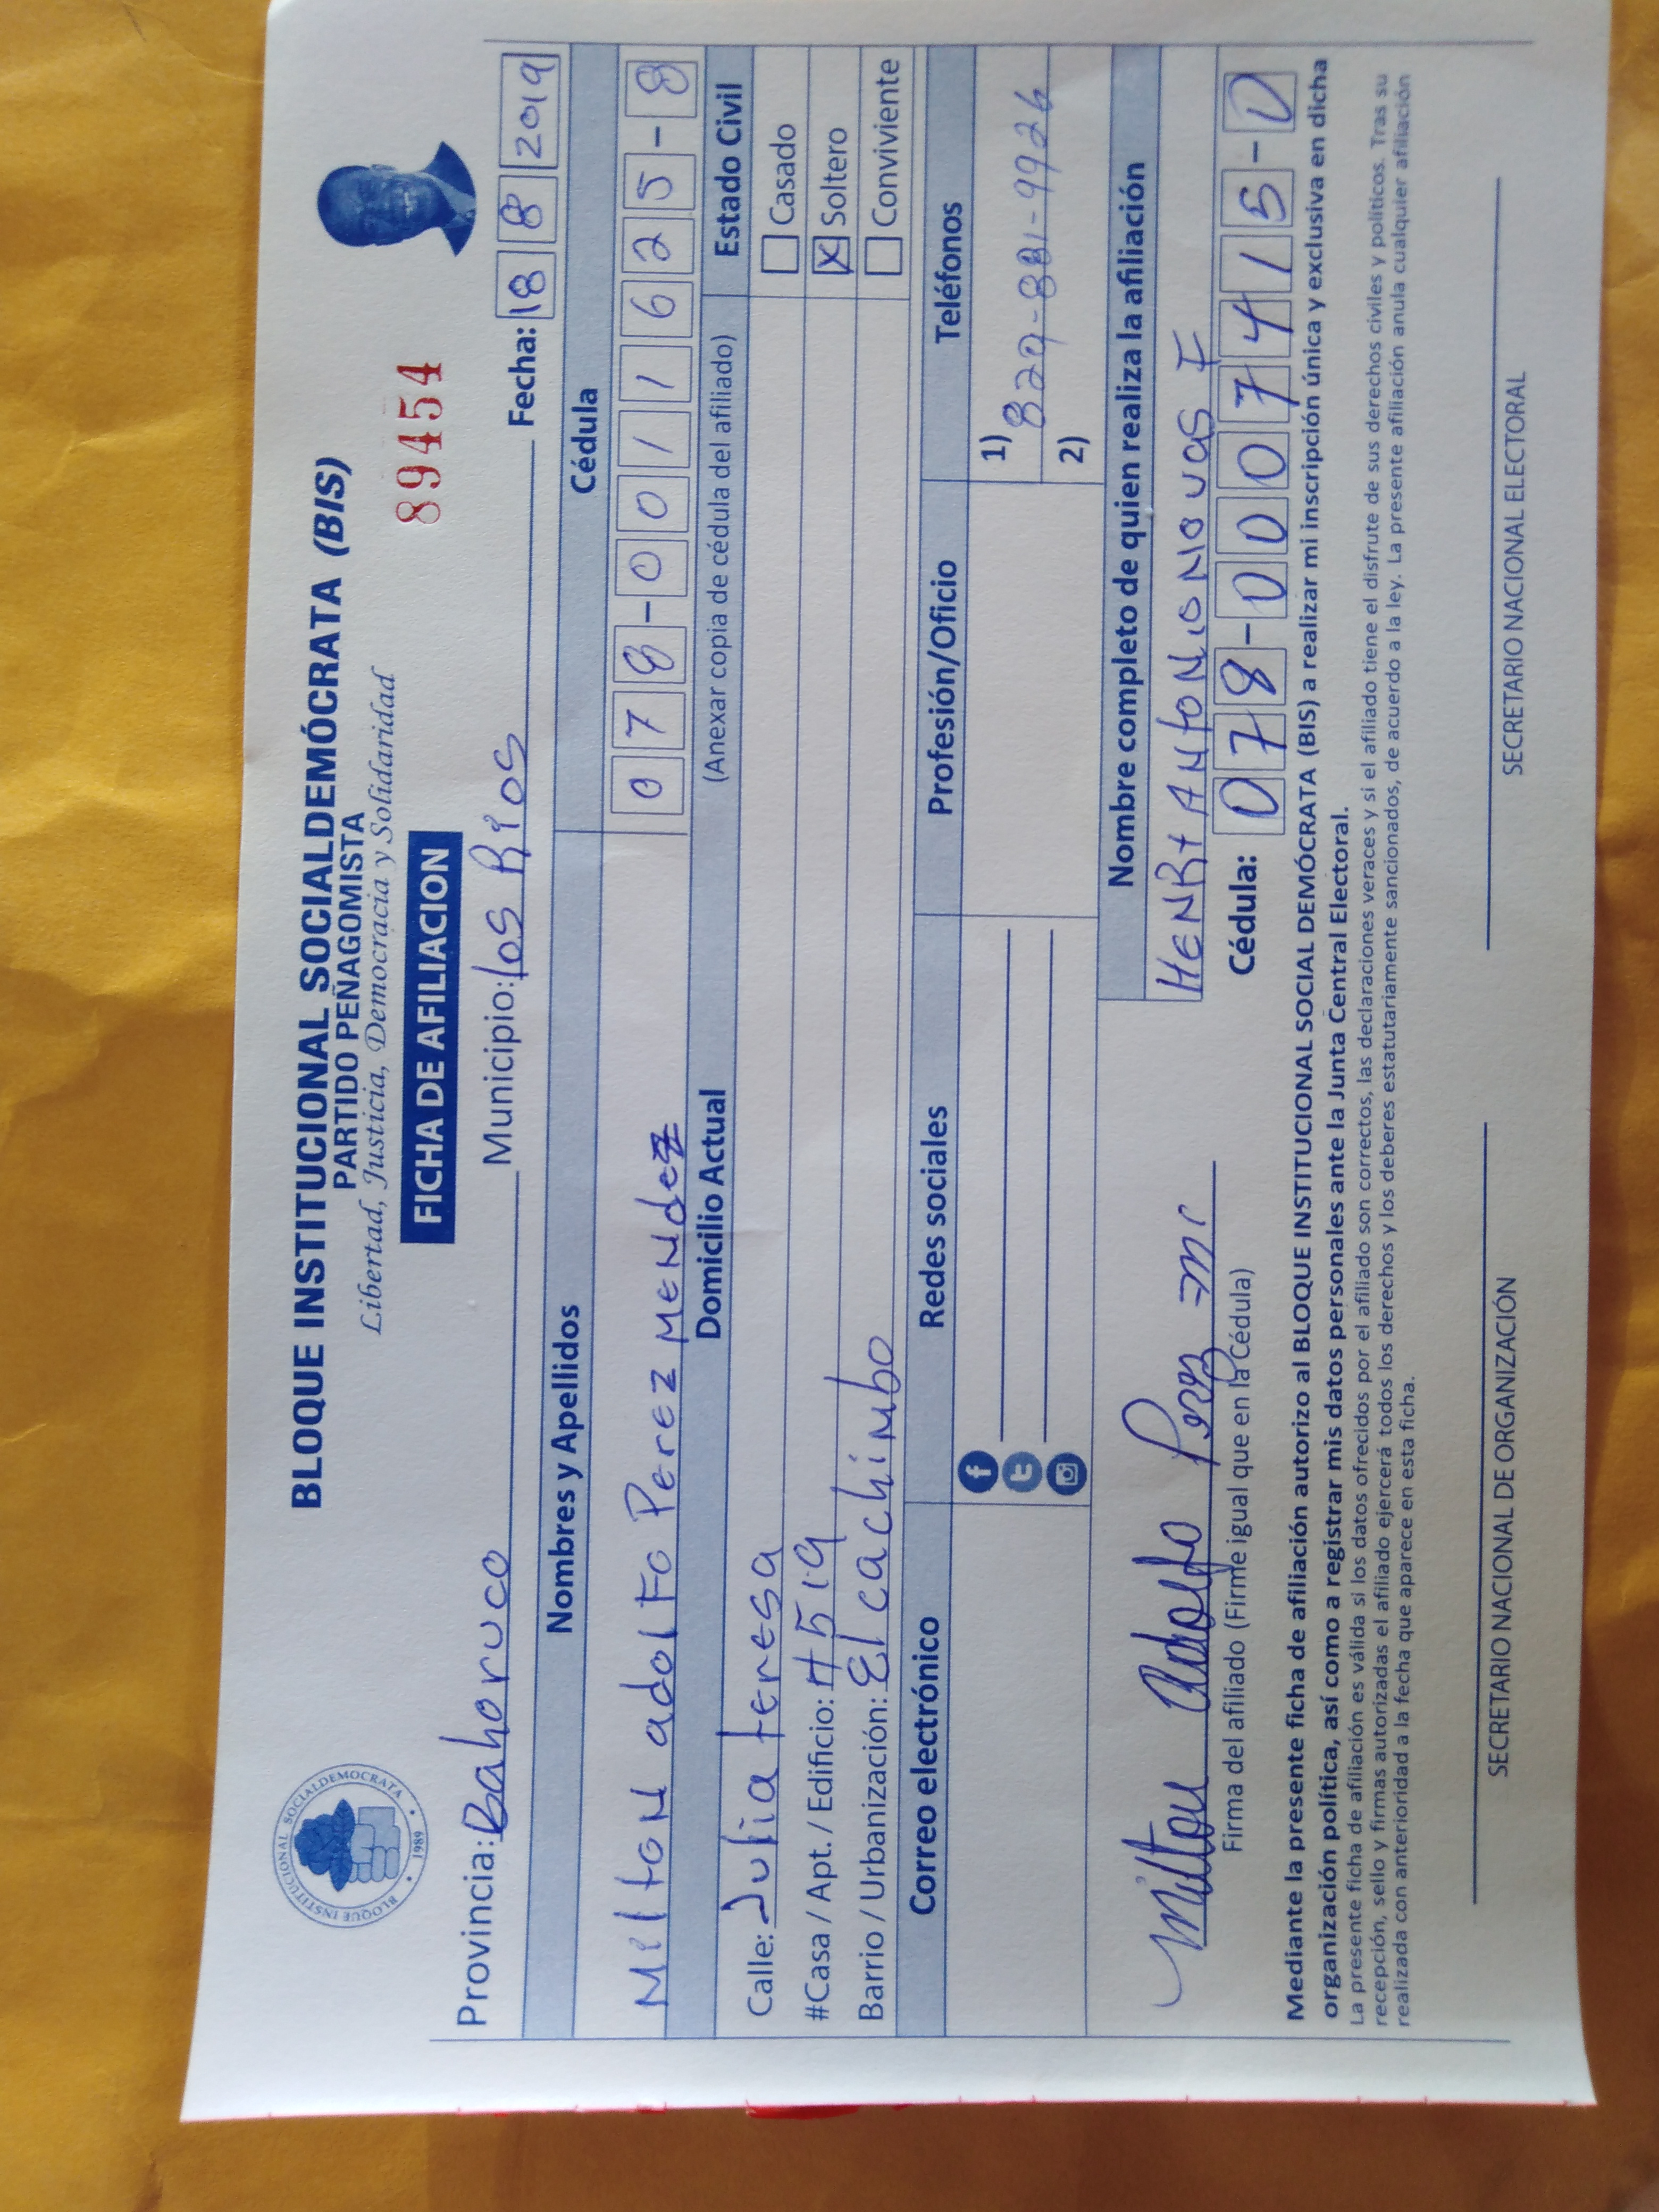 BLOQUE INSTITUCIONAL SOCIALDEMOCRATA
1989
BLOQUE INSTITUCIONAL SOCIALDEMÓCRATA (BIS)
PARTIDO PEÑAGOMISTA
Libertad, Justicia, Democracia y Solidaridad
89454
FICHA DE AFILIACION
Provincia: Bahoruco Municipio: los Rios Fecha: 18 8 2019
Nombres y Apellidos Cédula
Milton adolfo Perez Mendez 078-0011625-8
Domicilio Actual (Anexar copia de cédula del afiliado) Estado Civil
Calle: Julia teresa Casado
#Casa / Apt. / Edificio: #519 X Soltero
Barrio / Urbanización: El cachimbo Conviviente
Correo electrónico Redes sociales Profesión/Oficio Teléfonos
1) 829-881-9926
2)
Nombre completo de quien realiza la afiliación
HENRY ANTONIO NOVAS F
Milton Adolfo Perez
Firma del afiliado (Firme igual que en la Cédula) Cédula: 078-0007415-0
Mediante la presente ficha de afiliación autorizo al BLOQUE INSTITUCIONAL SOCIAL DEMÓCRATA (BIS) a realizar mi inscripción única y exclusiva en dicha
organización política, así como a registrar mis datos personales ante la Junta Central Electoral.
La presente ficha de afiliación es válida si los datos ofrecidos por el afiliado son correctos, las declaraciones veraces y si el afiliado tiene el disfrute de sus derechos civiles y políticos. Tras su
recepción, sello y firmas autorizadas el afiliado ejercerá todos los derechos y los deberes estatutariamente sancionados, de acuerdo a la ley. La presente afiliación anula cualquier afiliación
realizada con anterioridad a la fecha que aparece en esta ficha.
SECRETARIO NACIONAL DE ORGANIZACIÓN SECRETARIO NACIONAL ELECTORAL